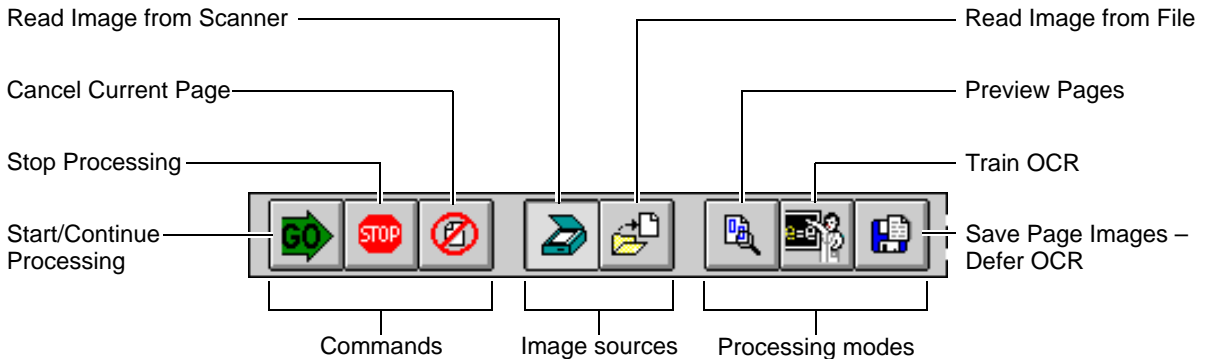 Read Image from Scanner
Read Image from File
Cancel Current Page
Preview Pages
Stop Processing
Train OCR
Start/Continue
Processing
Save Page Images –
Defer OCR
GO
STOP
Commands
Image sources
Processing modes